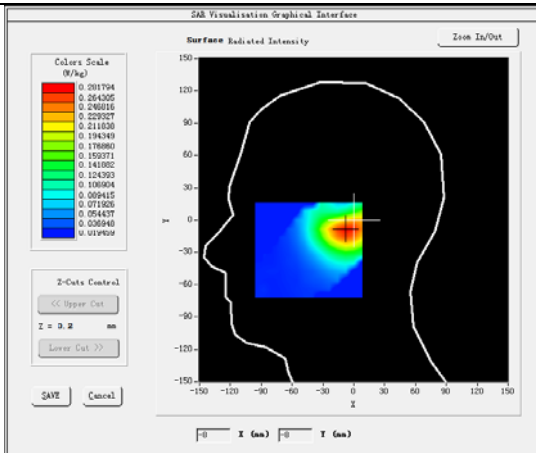 SAR Visualisation Graphical Interface
Surface Radiated Intensity
Zoom In/Out
Colors Scale
(W/kg)
0.281794
0.264305
0.246816
0.229327
0.211838
0.194349
0.176860
0.159371
0.141882
0.124393
0.106904
0.089415
0.071926
0.054437
0.036948
0.019459
Z-Cuts Control
<< Upper Cut
Z = 3.2 mm
Lower Cut >>
SAVE
Cancel
150
120
90
60
30
0
-30
-60
-90
-120
-150
Y
-150 -120 -90 -60 -30 0 30 60 90 120 150
X
-8 X (mm) -8 Y (mm)